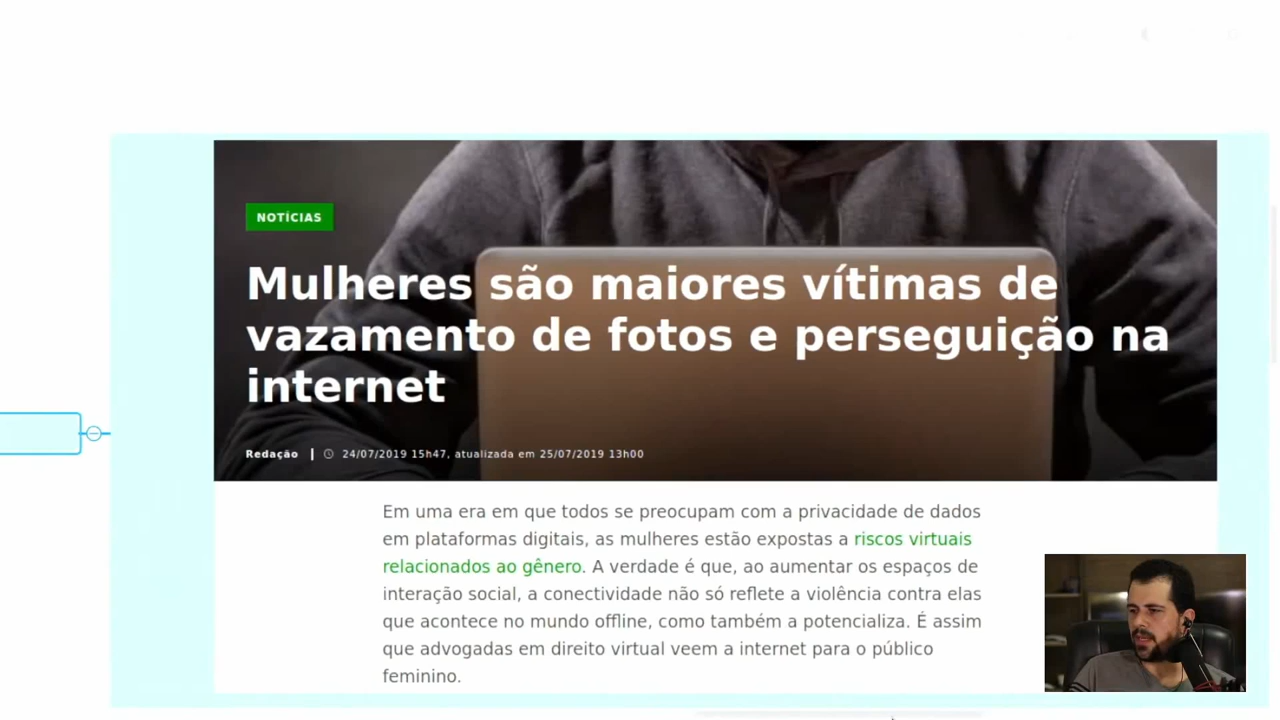 NOTÍCIAS
Mulheres são maiores vítimas de
vazamento de fotos e perseguição na
internet
Redação | 24/07/2019 15h47, atualizada em 25/07/2019 13h00
Em uma era em que todos se preocupam com a privacidade de dados
em plataformas digitais, as mulheres estão expostas a riscos virtuais
relacionados ao gênero. A verdade é que, ao aumentar os espaços de
interação social, a conectividade não só reflete a violência contra elas
que acontece no mundo offline, como também a potencializa. É assim
que advogadas em direito virtual veem a internet para o público
feminino.